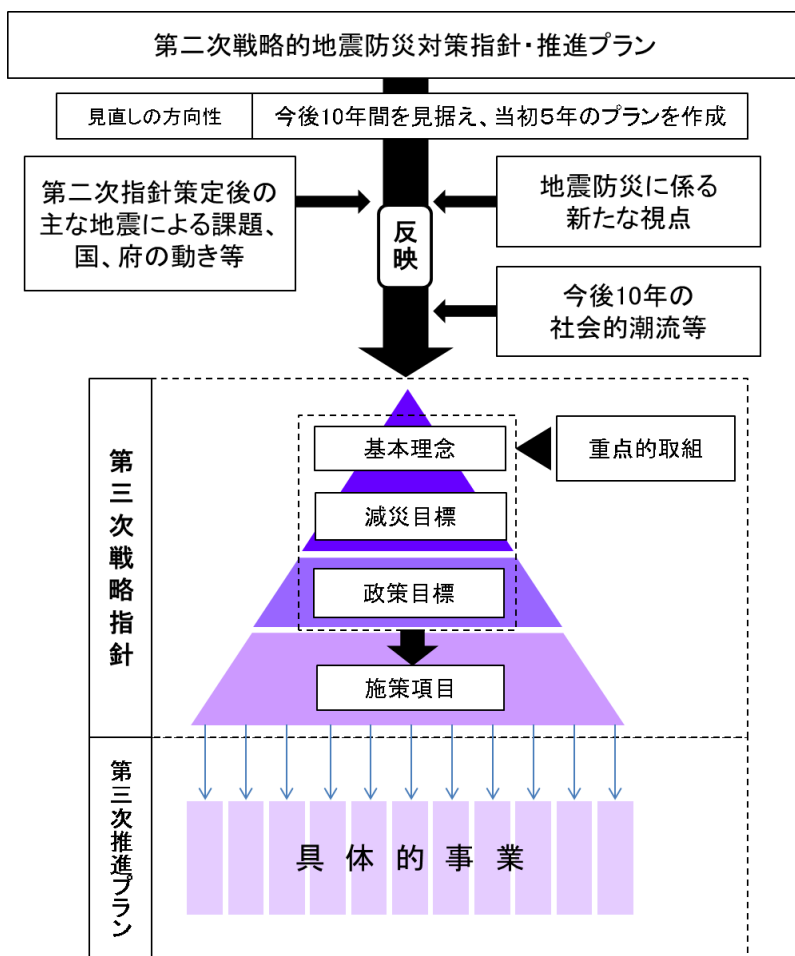 第二次戦略的地震防災対策指針・推進プラン
見直しの方向性
今後10年間を見据え、当初５年のプランを作成
第二次指針策定後の
主な地震による課題、
国、府の動き等
地震防災に係る
新たな視点
反映
今後10年の
社会的潮流等
第三次戦略指針
基本理念
重点的取組
減災目標
政策目標
施策項目
第三次推進プラン
具体的事業